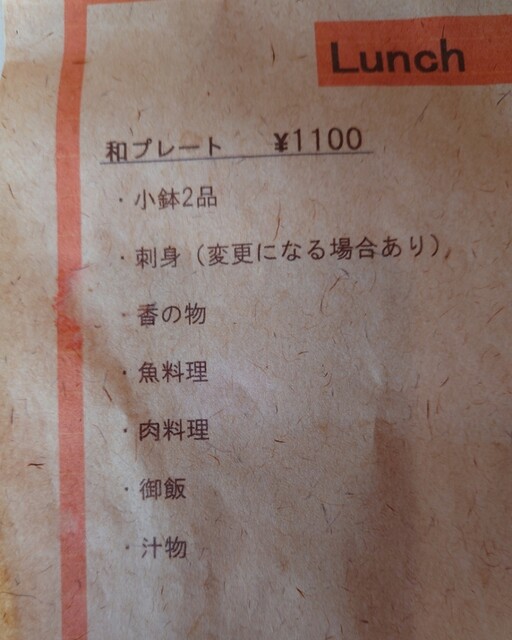 Lunch
和プレート ¥1100
・小鉢2品
・刺身（変更になる場合あり）
・香の物
・魚料理
・肉料理
・御飯
・汁物